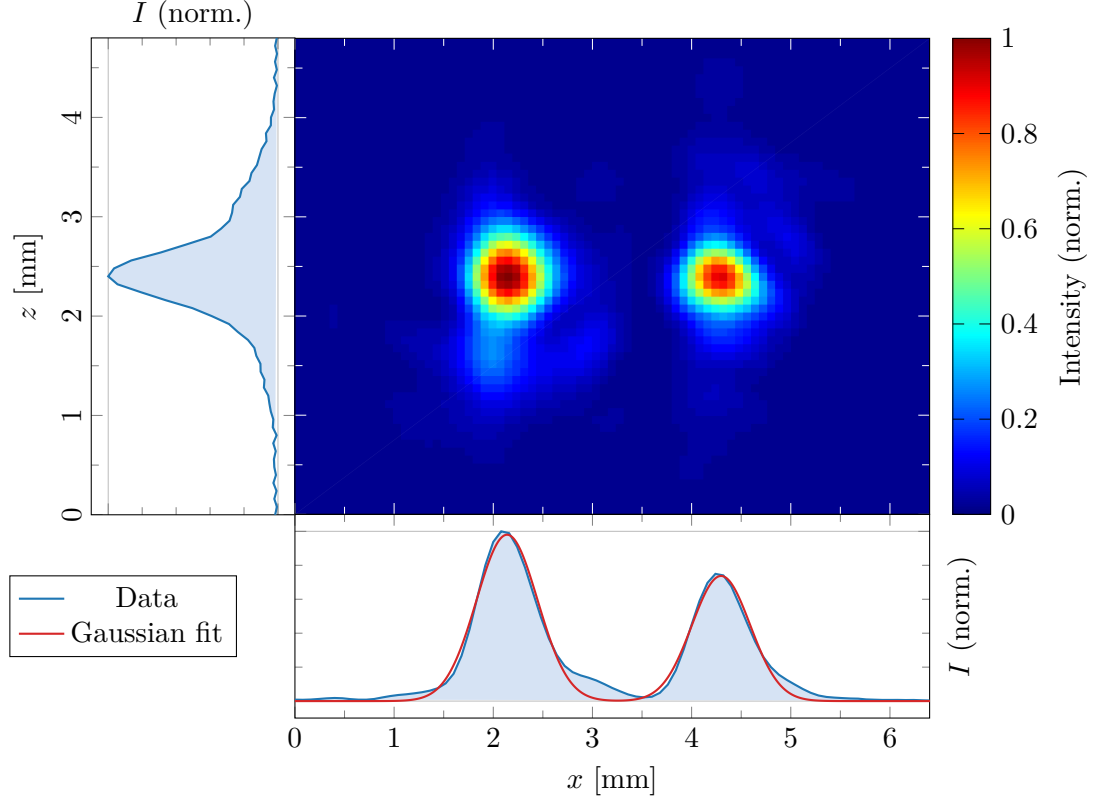 I (norm.)
z [mm]
0
1
2
3
4
0
0.2
0.4
0.6
0.8
1
Intensity (norm.)
Data
Gaussian fit
I (norm.)
0 1 2 3 4 5 6
x [mm]